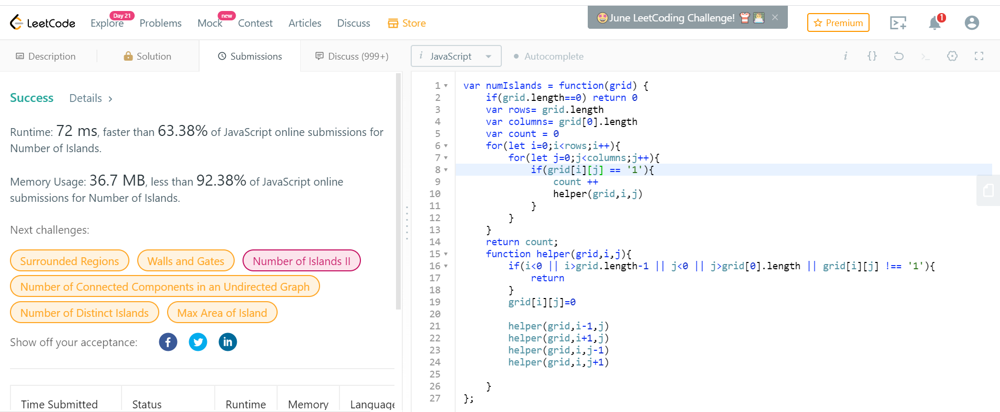 LeetCode Explore Day 21 Problems Mock new Contest Articles Discuss Store June LeetCoding Challenge! × Premium 1
Description Solution Submissions Discuss (999+) i JavaScript Autocomplete i {}
Success Details >
Runtime: 72 ms, faster than 63.38% of JavaScript online submissions for
Number of Islands.
Memory Usage: 36.7 MB, less than 92.38% of JavaScript online
submissions for Number of Islands.
Next challenges:
Surrounded Regions Walls and Gates Number of Islands II
Number of Connected Components in an Undirected Graph
Number of Distinct Islands Max Area of Island
Show off your acceptance: f in
Time Submitted Status Runtime Memory Language
1 var numIslands = function(grid) {
2 if(grid.length==0) return 0
3 var rows= grid.length
4 var columns= grid[0].length
5 var count = 0
6 for(let i=0;i<rows;i++){
7 for(let j=0;j<columns;j++){
8 if(grid[i][j] == '1'){
9 count ++
10 helper(grid,i,j)
11 }
12 }
13 }
14 return count;
15 function helper(grid,i,j){
16 if(i<0 || i>grid.length-1 || j<0 || j>grid[0].length || grid[i][j] !== '1'){
17 return
18 }
19 grid[i][j]=0
20
21 helper(grid,i-1,j)
22 helper(grid,i+1,j)
23 helper(grid,i,j-1)
24 helper(grid,i,j+1)
25
26 }
27 };